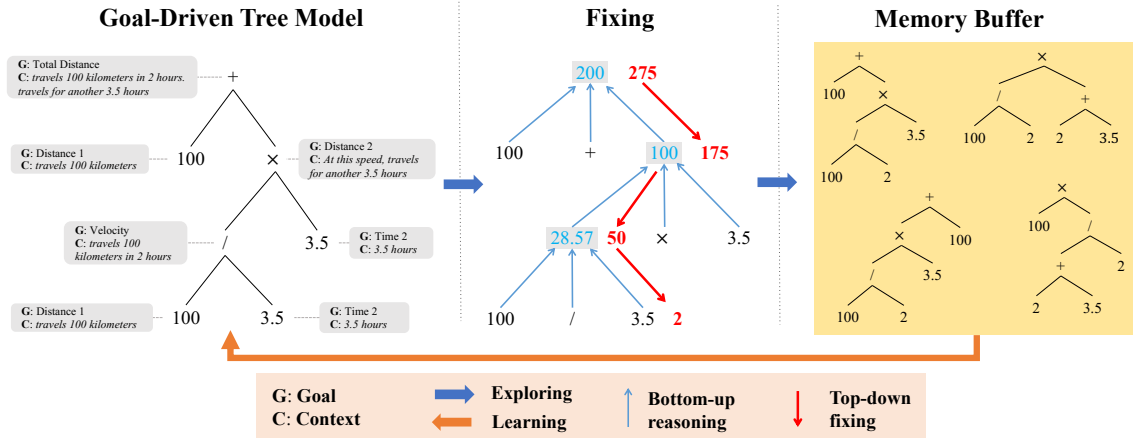 Goal-Driven Tree Model
Fixing
Memory Buffer
G: Total Distance
C: travels 100 kilometers in 2 hours.
travels for another 3.5 hours
+
G: Distance 1
C: travels 100 kilometers
100
×
G: Distance 2
C: At this speed, travels
for another 3.5 hours
G: Velocity
C: travels 100
kilometers in 2 hours
/
3.5
G: Time 2
C: 3.5 hours
G: Distance 1
C: travels 100 kilometers
100
3.5
G: Time 2
C: 3.5 hours
200 275
100 + 100 175
28.57 50 × 3.5
100 / 3.5 2
+
100 ×
/ 3.5
100 2
×
/ +
100 2 2 3.5
+
× 100
/ 3.5
100 2
×
100 /
+ 2
2 3.5
G: Goal
C: Context
Exploring
Learning
Bottom-up
reasoning
Top-down
fixing